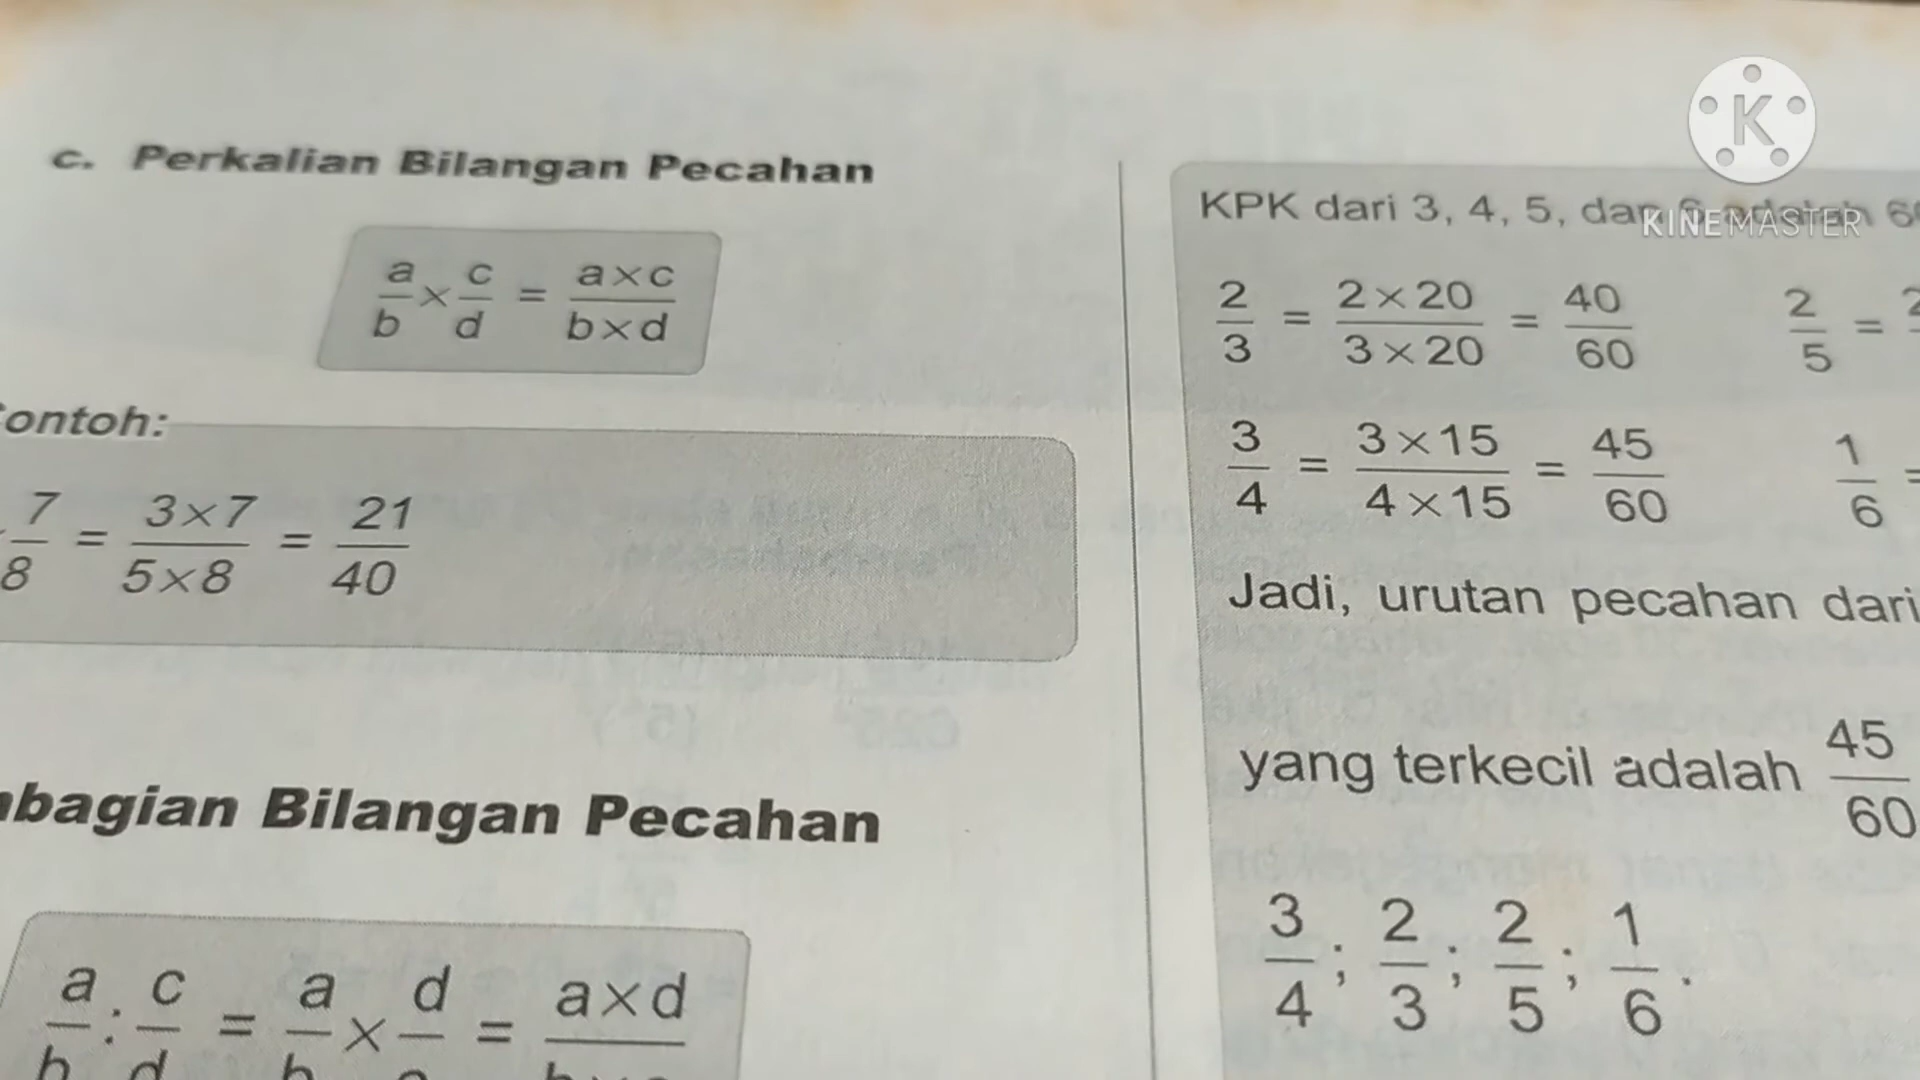 c. Perkalian Bilangan Pecahan
a/b × c/d = a×c/b×d
ontoh:
7/8 = 3×7/5×8 = 21/40
bagian Bilangan Pecahan
a/b : c/d = a/b × d = a×d
K
KINEMASTER
KPK dari 3, 4, 5, dan 6 adalah
2/3 = 2×20/3×20 = 40/60 2/5 =
3/4 = 3×15/4×15 = 45/60 1/6 =
Jadi, urutan pecahan dari
yang terkecil adalah 45/60
3/4; 2/3; 2/5; 1/6.